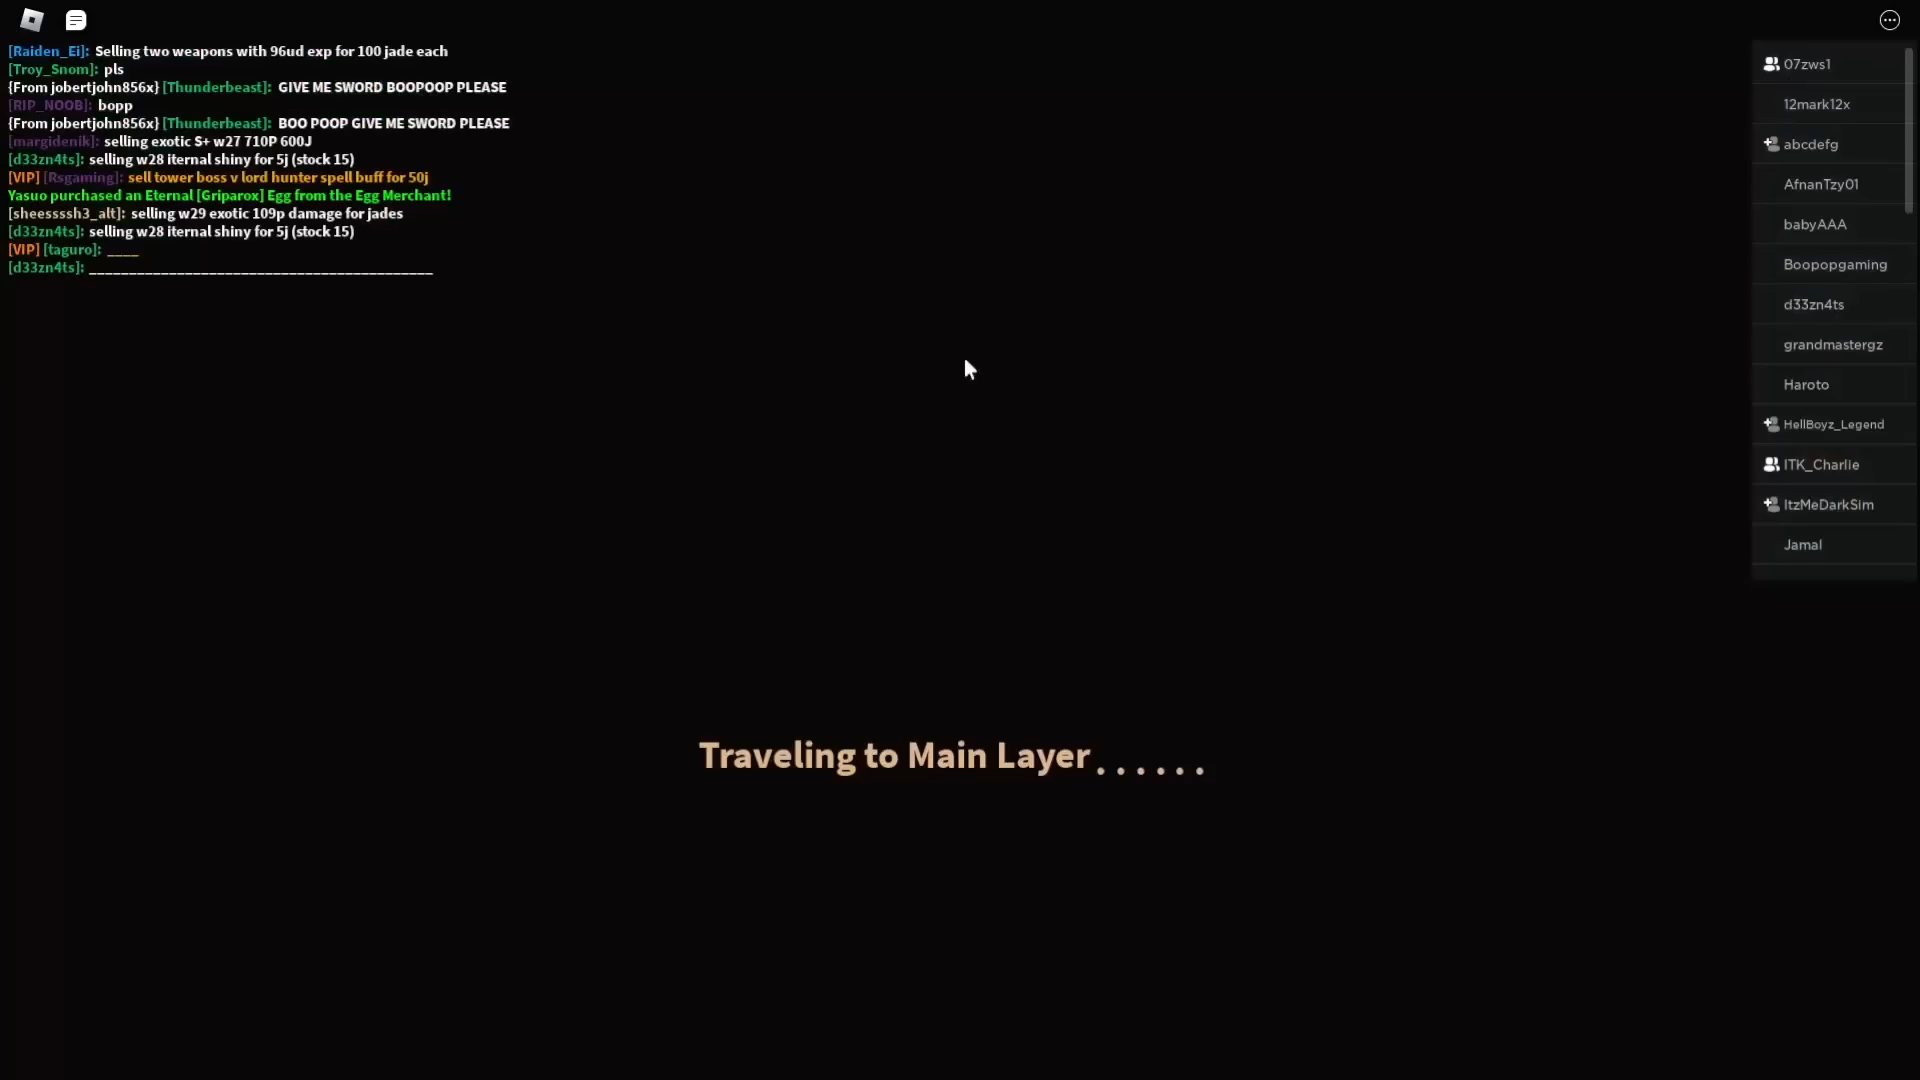 [Raiden_Ei]: Selling two weapons with 96ud exp for 100 jade each
[Troy_Snom]: pls
{From jobertjohn856x} [Thunderbeast]: GIVE ME SWORD BOOPOOP PLEASE
[RIP_NOOB]: bopp
{From jobertjohn856x} [Thunderbeast]: BOO POOP GIVE ME SWORD PLEASE
[margidenik]: selling exotic S+ w27 710P 600J
[d33zn4ts]: selling w28 iternal shiny for 5j (stock 15)
[VIP] [Rsgaming]: sell tower boss v lord hunter spell buff for 50j
Yasuo purchased an Eternal [Griparox] Egg from the Egg Merchant!
[sheessssh3_alt]: selling w29 exotic 109p damage for jades
[d33zn4ts]: selling w28 iternal shiny for 5j (stock 15)
[VIP] [taguro]: ____
[d33zn4ts]: ___________________________________________
07zws1
12mark12x
abcdefg
AfnanTzy01
babyAAA
Boopopgaming
d33zn4ts
grandmastergz
Haroto
HellBoyz_Legend
ITK_Charlie
ItzMeDarkSim
Jamal
Traveling to Main Layer . . . . . .